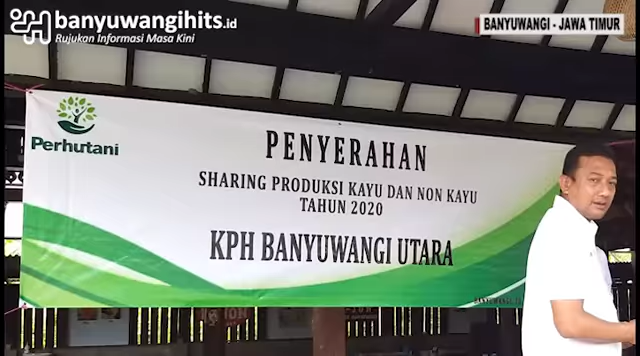 banyuwangihits.id
Rujukan Informasi Masa Kini
BANYUWANGI - JAWA TIMUR
Perhutani
PENYERAHAN
SHARING PRODUKSI KAYU DAN NON KAYU
TAHUN 2020
KPH BANYUWANGI UTARA